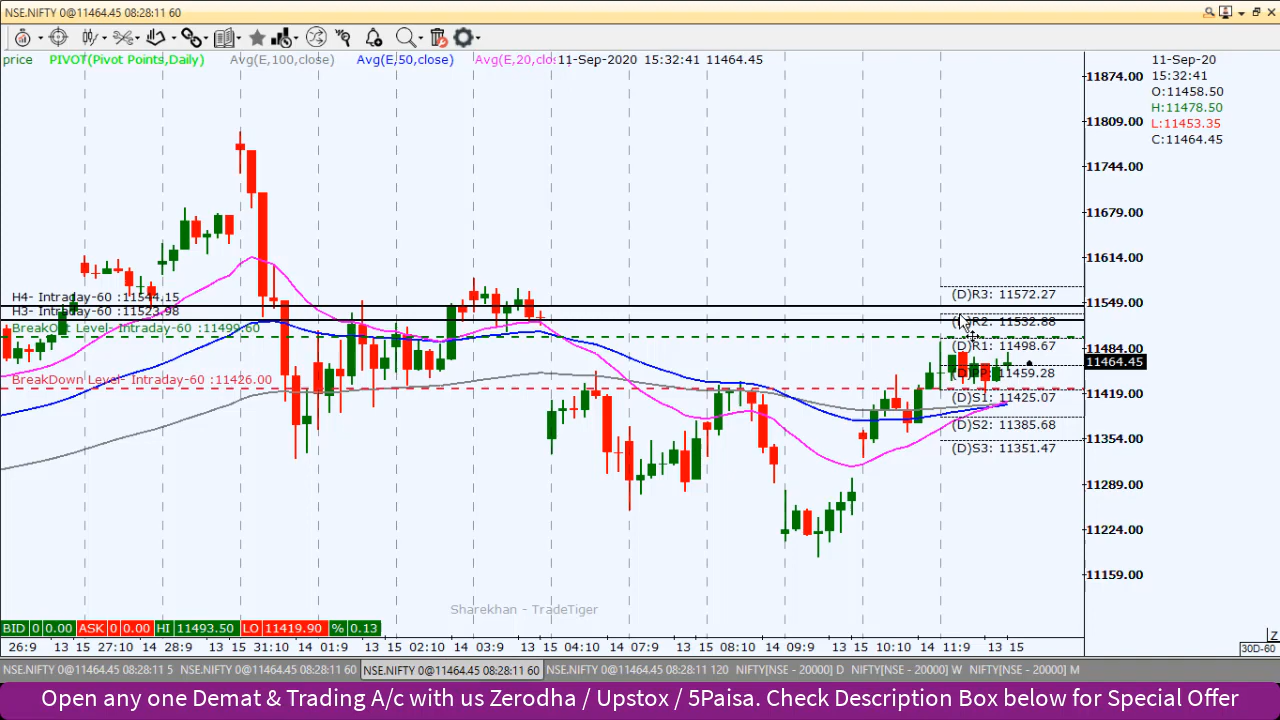 NSE.NIFTY 0@11464.45 08:28:11 60
price PIVOT(Pivot Points,Daily) Avg(E,100,close) Avg(E,50,close) Avg(E,20,clos 11-Sep-2020 15:32:41 11464.45
11-Sep-20
15:32:41
O:11458.50
H:11478.50
L:11453.35
C:11464.45
11874.00
11809.00
11744.00
11679.00
11614.00
11549.00
11484.00
11464.45
11419.00
11354.00
11289.00
11224.00
11159.00
H4- Intraday-60 :11544.15
H3- Intraday-60 :11523.98
BreakOut Level- Intraday-60 :11499.60
BreakDown Level- Intraday-60 :11426.00
(D)R3: 11572.27
(D)R2: 11532.88
(D)R1: 11498.67
(D)PP: 11459.28
(D)S1: 11425.07
(D)S2: 11385.68
(D)S3: 11351.47
Sharekhan - TradeTiger
BID 0 0.00 ASK 0 0.00 HI 11493.50 LO 11419.90 % 0.13
26:9 13 15 27:10 13 15 28:9 14 15 31:9 13 15 01:9 13 15 02:10 14 03:9 13 15 04:10 14 07:9 13 15 08:10 14 09:9 13 15 10:10 14 11:9 13 15
Z
30D-60
NSE.NIFTY 0@11464.45 08:28:11 5 NSE.NIFTY 0@11464.45 08:28:11 60 NSE.NIFTY 0@11464.45 08:28:11 60 NSE.NIFTY 0@11464.45 08:28:11 120 NIFTY[NSE - 20000] D NIFTY[NSE - 20000] W NIFTY[NSE - 20000] M
Open any one Demat & Trading A/c with us Zerodha / Upstox / 5Paisa. Check Description Box below for Special Offer